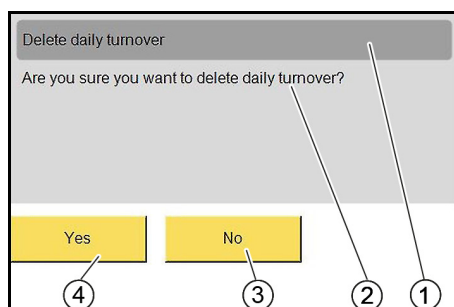 Delete daily turnover
Are you sure you want to delete daily turnover?
Yes No
4 3 2 1